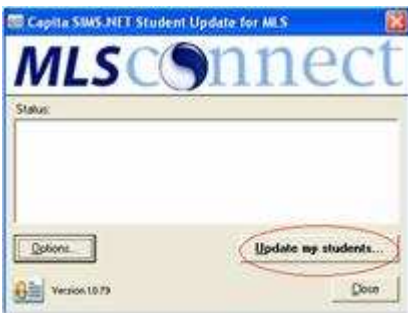 Capita SIMS.NET Student Update for MLS
MLSconnect
Status:
Options...
Update my students...
Version 1.0.79
Close